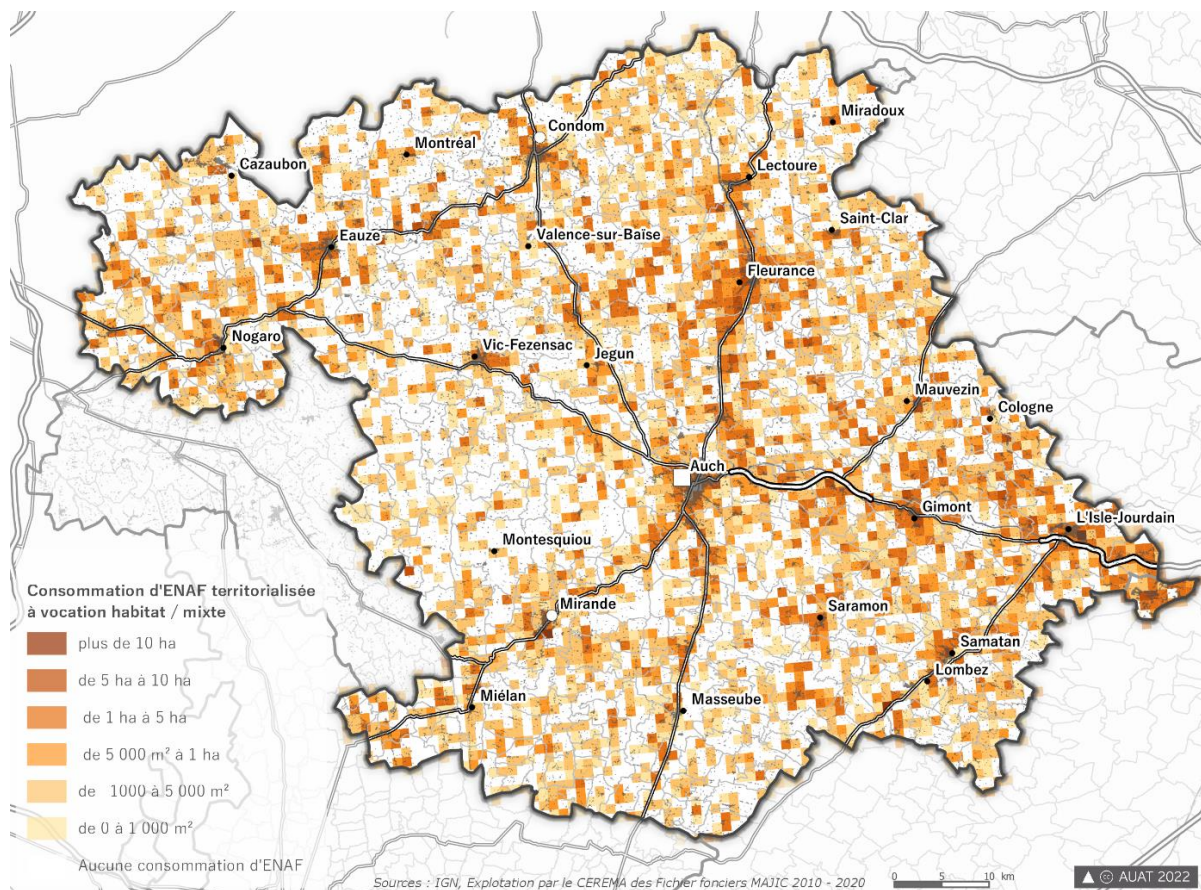 Condom
Miradoux
Montréal
Cazaubon
Lectoure
Saint-Clar
Eauze
Valence-sur-Baïse
Fleurance
Nogaro
Vic-Fezensac
Jegun
Mauvezin
Cologne
Auch
Gimont
L'Isle-Jourdain
Montesquiou
Mirande
Saramon
Samatan
Lombez
Miélan
Masseube
Consommation d'ENAF territorialisée
à vocation habitat / mixte
plus de 10 ha
de 5 ha à 10 ha
de 1 ha à 5 ha
de 5 000 m² à 1 ha
de 1000 à 5 000 m²
de 0 à 1 000 m²
Aucune consommation d'ENAF
Sources : IGN, Explotation par le CEREMA des Fichier fonciers MAJIC 2010 - 2020
0 5 10 km
▲ cc AUAT 2022